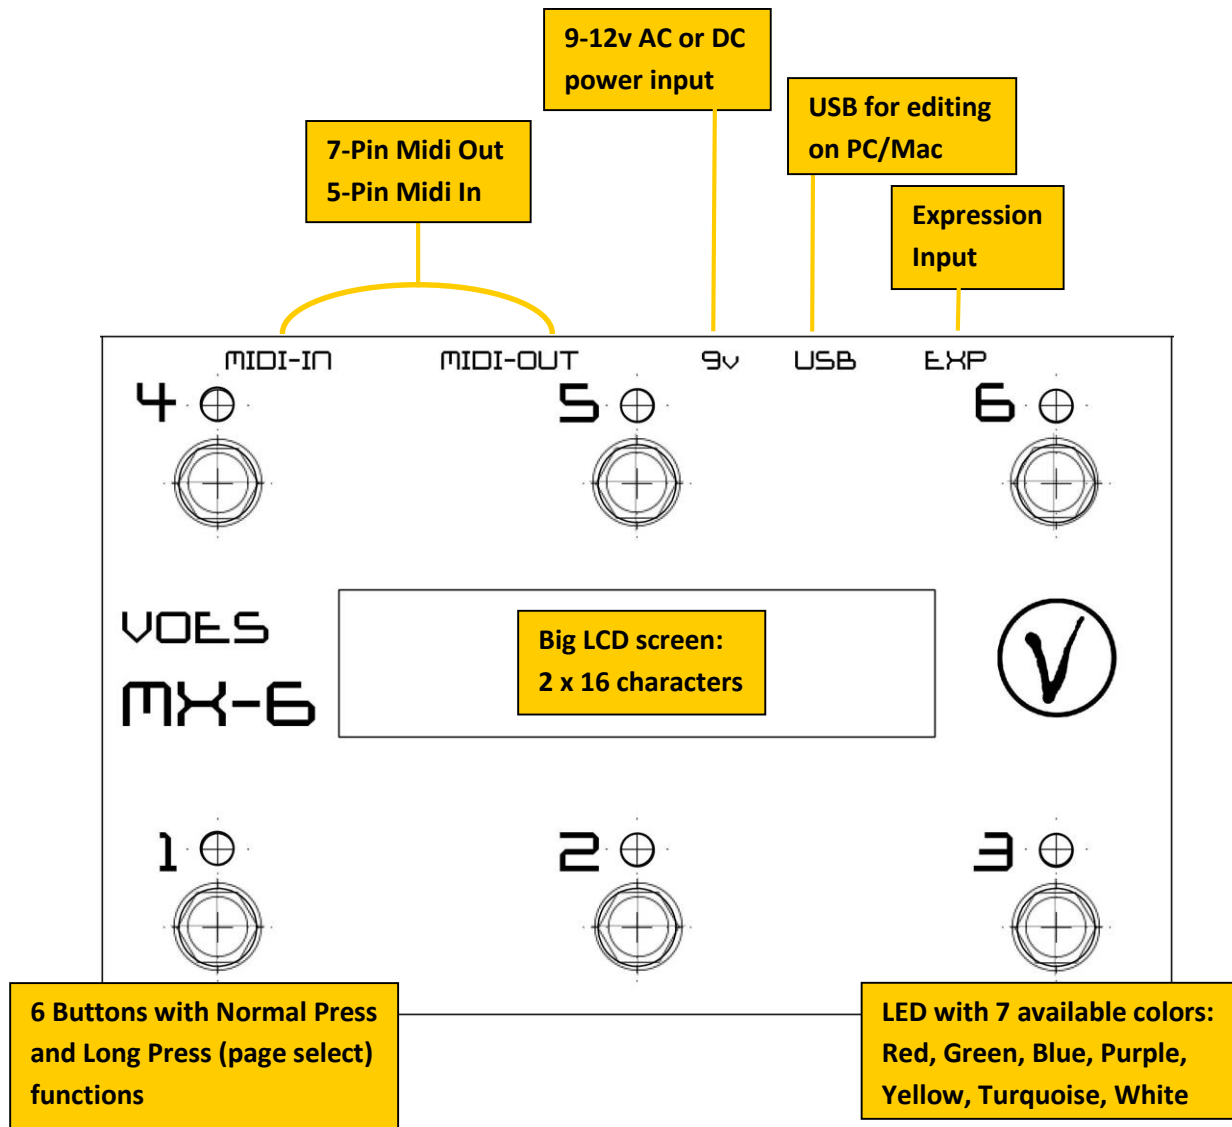 9-12v AC or DC
power input
USB for editing
on PC/Mac
7-Pin Midi Out
5-Pin Midi In
Expression
Input
MIDI-IN MIDI-OUT 9v USB EXP
4 5 6
VOES
MX-6
Big LCD screen:
2 x 16 characters
V
1 2 3
6 Buttons with Normal Press
and Long Press (page select)
functions
LED with 7 available colors:
Red, Green, Blue, Purple,
Yellow, Turquoise, White